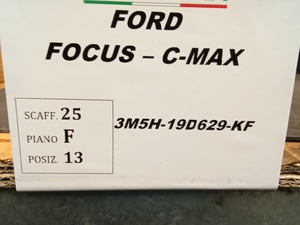 FORD
FOCUS – C-MAX
SCAFF. 25
PIANO F
POSIZ. 13
3M5H-19D629-KF